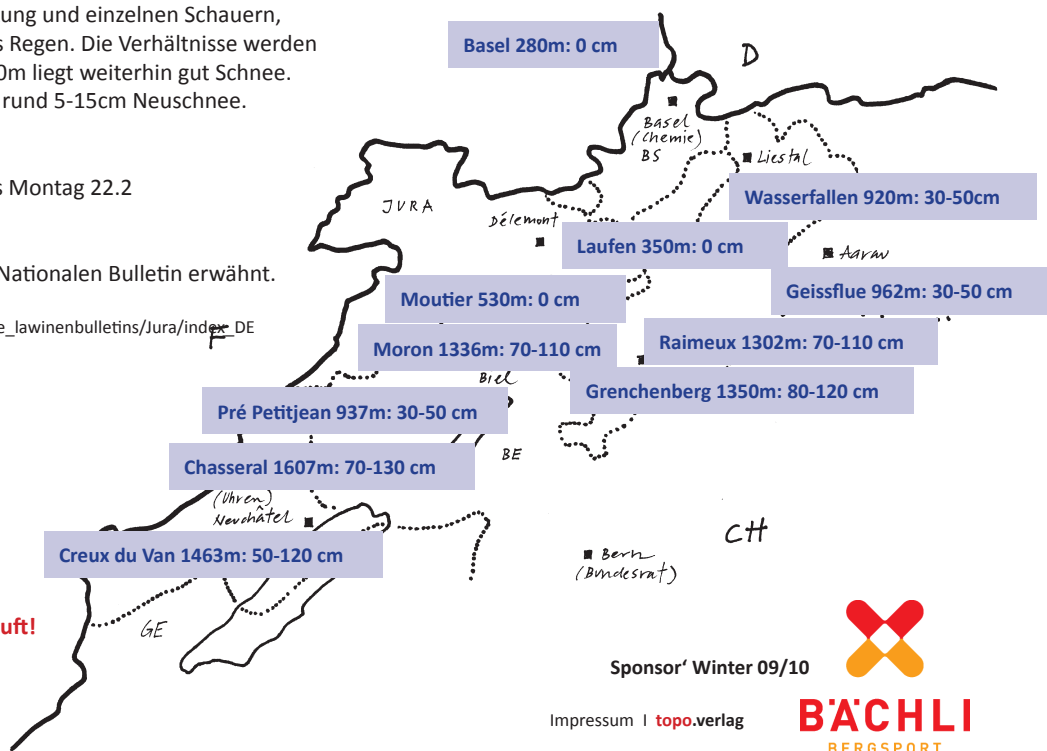 ung und einzelnen Schauern,
s Regen. Die Verhältnisse werden
0m liegt weiterhin gut Schnee.
rund 5-15cm Neuschnee.
s Montag 22.2
Nationalen Bulletin erwähnt.
e_lawinenbulletins/Jura/index_DE
uft!
Basel 280m: 0 cm
D
Basel
(Chemie)
BS
Liestal
JURA
Wasserfallen 920m: 30-50cm
Délemont
Laufen 350m: 0 cm
Aarau
Moutier 530m: 0 cm
Geissflue 962m: 30-50 cm
F
Moron 1336m: 70-110 cm
Raimeux 1302m: 70-110 cm
Biel
Grenchenberg 1350m: 80-120 cm
Pré Petitjean 937m: 30-50 cm
BE
Chasseral 1607m: 70-130 cm
(Uhren)
Neuchâtel
CH
Creux du Van 1463m: 50-120 cm
Bern
(Bundesrat)
GE
Sponsor‘ Winter 09/10
Impressum I topo.verlag
BÄCHLI
BERGSPORT